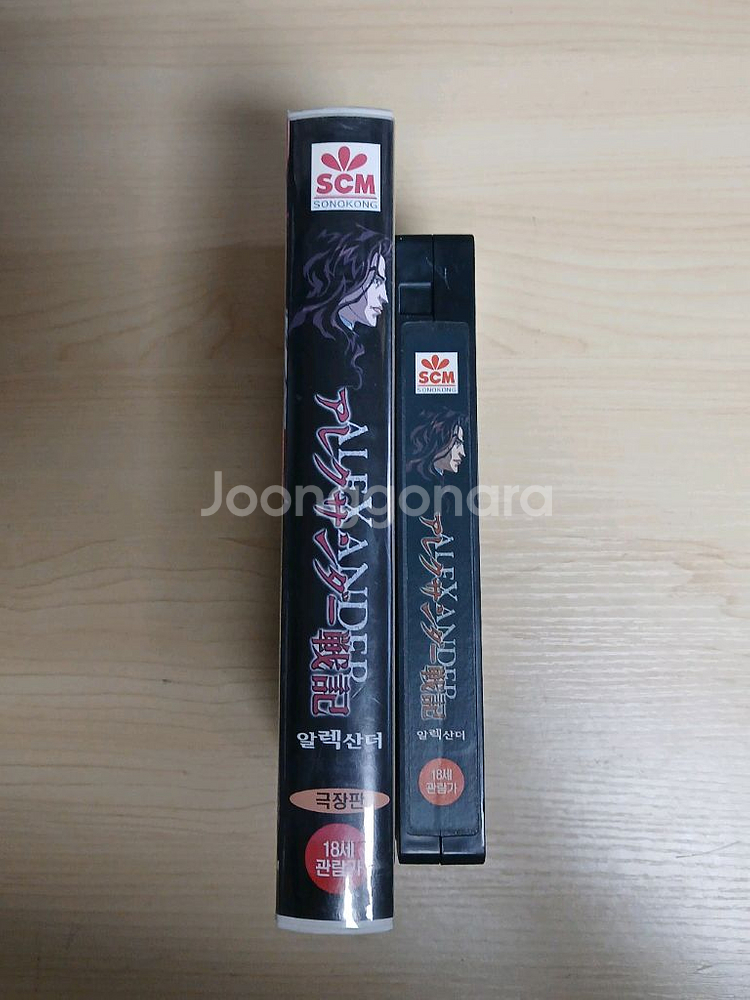 SCM
SONOKONG
ALEXANDER
アレクサンダー戦記
알렉산더
극장판
18세
관람가
SCM
SONOKONG
ALEXANDER
アレクサンダー戦記
알렉산더
18세
관람가
Joonggonara